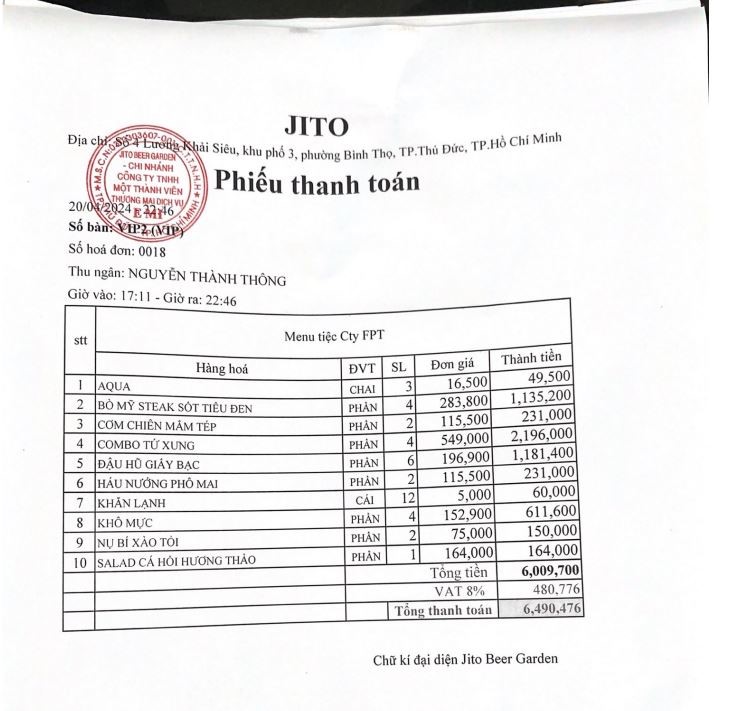 JITO
Địa chỉ: Số 4 Lương Khải Siêu, khu phố 3, phường Bình Thọ, TP.Thủ Đức, TP.Hồ Chí Minh
JITO BEER GARDEN
- CHI NHÁNH
CÔNG TY TNHH
MỘT THÀNH VIÊN
THƯƠNG MẠI DỊCH VỤ
E MI
Phiếu thanh toán
20/04/2024 - 22:46
Số bàn: VIP2 (VIP)
Số hoá đơn: 0018
Thu ngân: NGUYỄN THÀNH THÔNG
Giờ vào: 17:11 - Giờ ra: 22:46
stt Menu tiệc Cty FPT
Hàng hoá ĐVT SL Đơn giá Thành tiền
1 AQUA CHAI 3 16,500 49,500
2 BÒ MỸ STEAK SÓT TIÊU ĐEN PHẦN 4 283,800 1,135,200
3 CƠM CHIÊN MẮM TÉP PHẦN 2 115,500 231,000
4 COMBO TỨ XUNG PHẦN 4 549,000 2,196,000
5 ĐẬU HŨ GIẤY BẠC PHẦN 6 196,900 1,181,400
6 HÀU NƯỚNG PHÔ MAI PHẦN 2 115,500 231,000
7 KHĂN LẠNH CÁI 12 5,000 60,000
8 KHÔ MỰC PHẦN 4 152,900 611,600
9 NỤ BÍ XÀO TỎI PHẦN 2 75,000 150,000
10 SALAD CÁ HỒI HƯƠNG THẢO PHẦN 1 164,000 164,000
Tổng tiền 6,009,700
VAT 8% 480,776
Tổng thanh toán 6,490,476
Chữ kí đại diện Jito Beer Garden